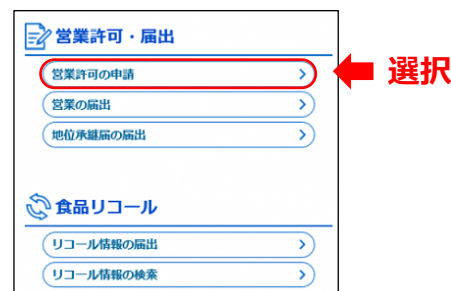 営業許可・届出
営業許可の申請
選択
営業の届出
地位承継届の届出
食品リコール
リコール情報の届出
リコール情報の検索